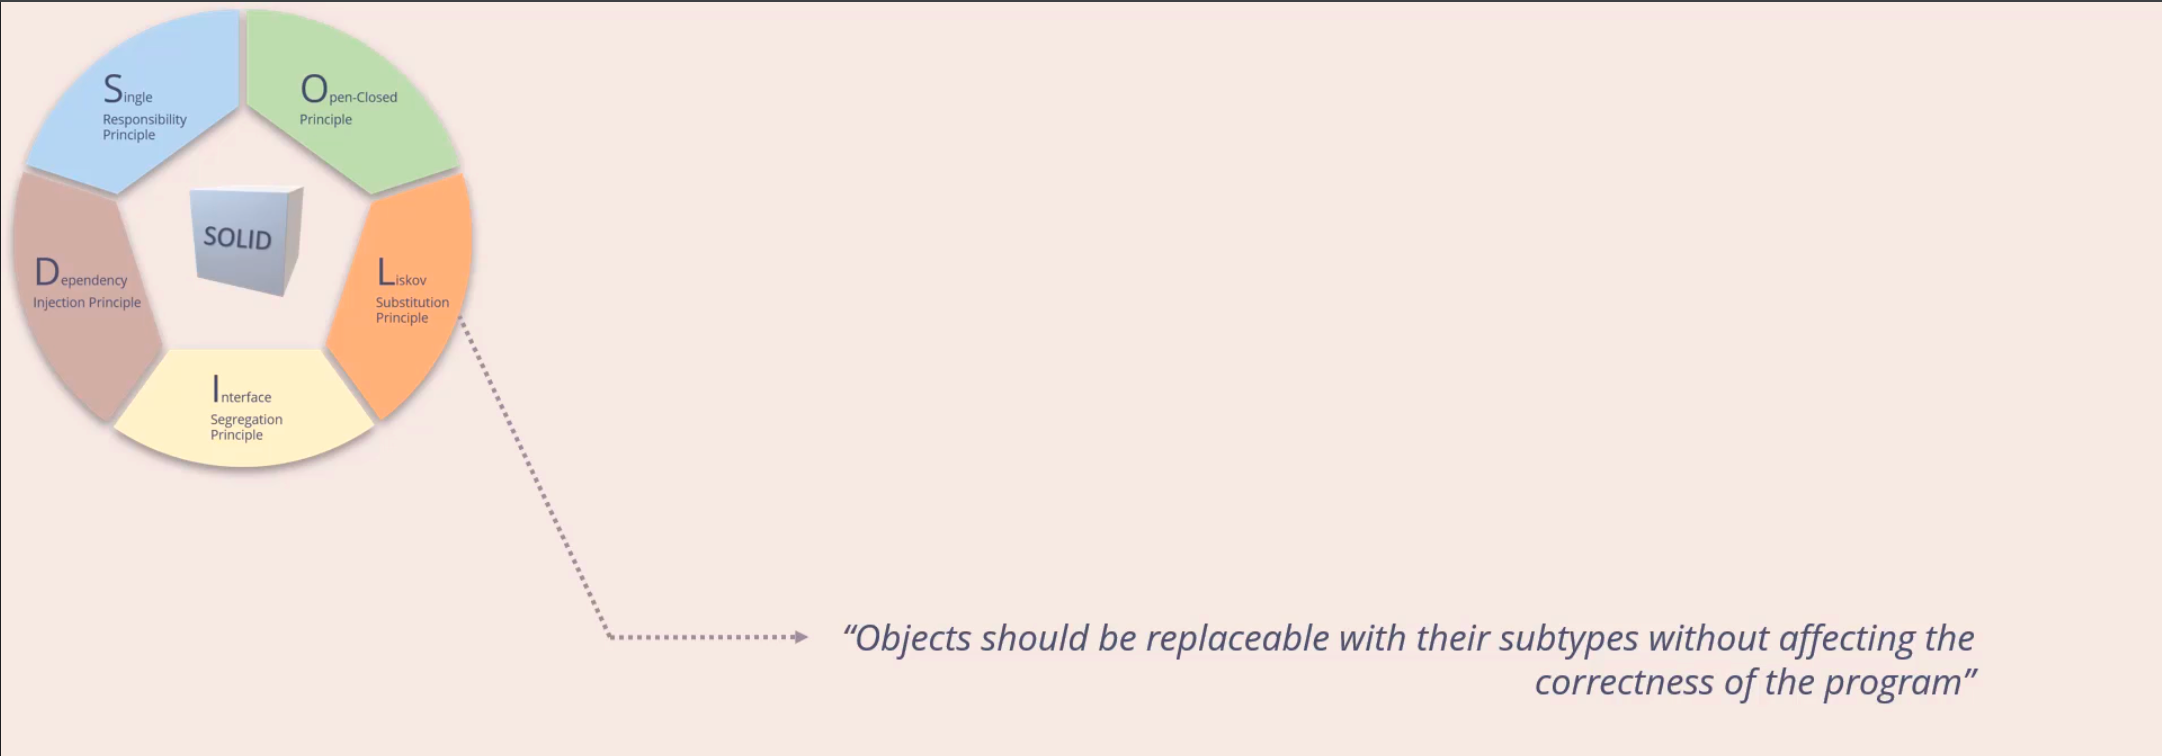 Single
Responsibility
Principle
Open-Closed
Principle
SOLID
Dependency
Injection Principle
Liskov
Substitution
Principle
Interface
Segregation
Principle
“Objects should be replaceable with their subtypes without affecting the
correctness of the program”